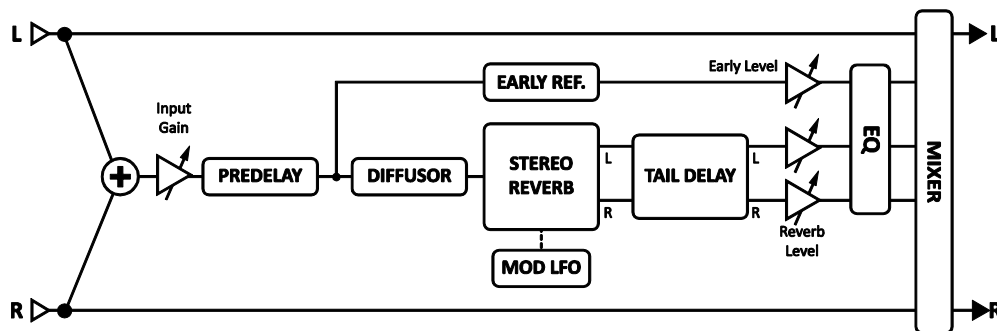 L
L
Early Level
EARLY REF.
Input
Gain
EQ
MIXER
STEREO
REVERB
L
TAIL DELAY
L
PREDELAY
DIFFUSOR
R
R
Reverb
Level
MOD LFO
R
R